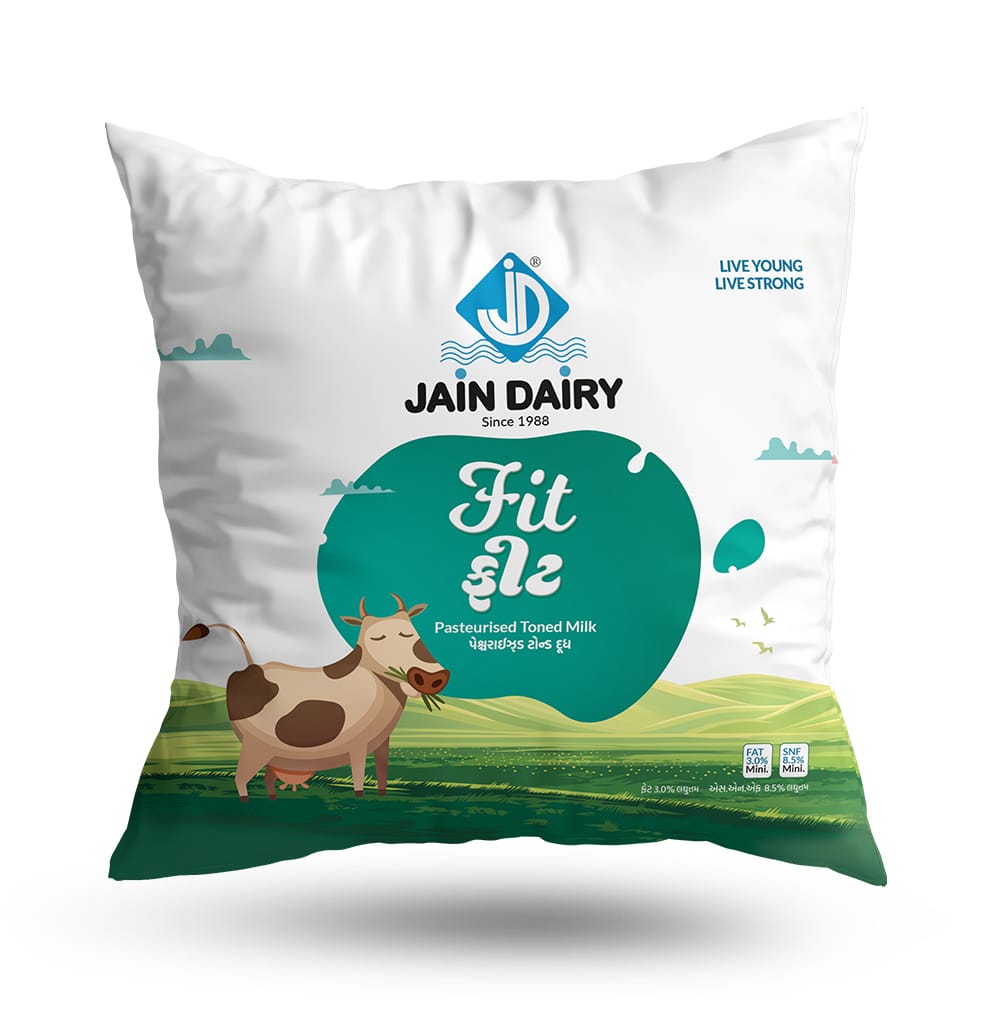 JD®
LIVE YOUNG
LIVE STRONG
JAIN DAIRY
Since 1988
Fit
ફીટ
Pasteurised Toned Milk
પેશ્ચરાઈઝ્ડ ટોન્ડ દૂધ
FAT
3.0%
Mini.
SNF
8.5%
Mini.
ફેટ 3.0% લઘુતમ એસ.એન.એફ 8.5% લઘુતમ